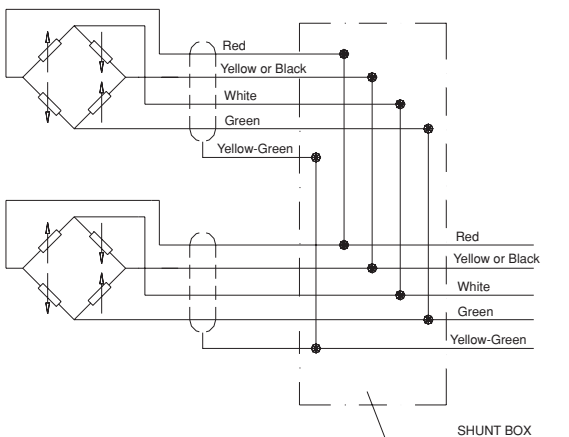 Red
Yellow or Black
White
Green
Yellow-Green
Red
Yellow or Black
White
Green
Yellow-Green
SHUNT BOX